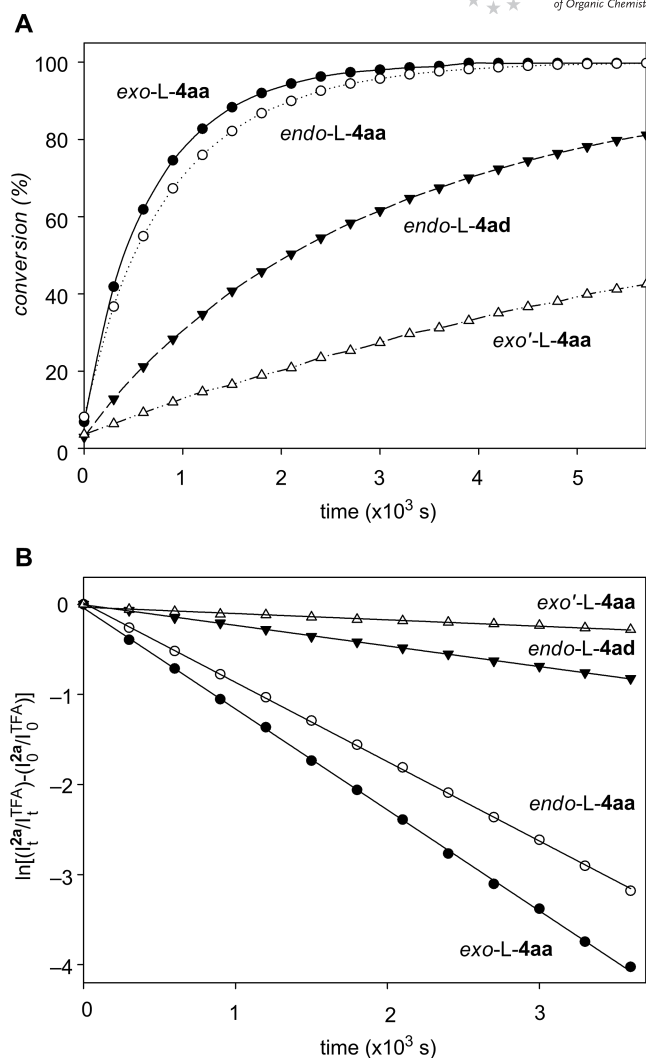 of Organic Chemist
A
100
80
60
40
20
0
conversion (%)
exo-L-4aa
endo-L-4aa
endo-L-4ad
exo′-L-4aa
0 1 2 3 4 5
time (x10³ s)
B
0
–1
–2
–3
–4
ln[(I_t^2a/I_t^TFA)-(I_0^2a/I_0^TFA)]
exo′-L-4aa
endo-L-4ad
endo-L-4aa
exo-L-4aa
0 1 2 3
time (x10³ s)